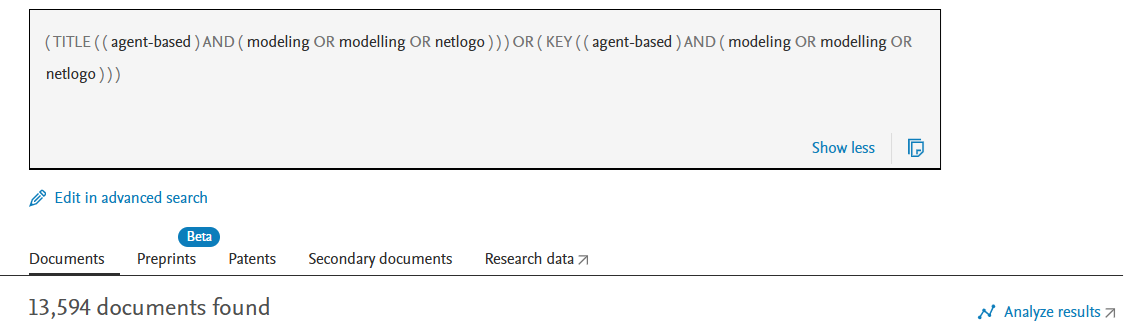 ( TITLE ( ( agent-based ) AND ( modeling OR modelling OR netlogo ) ) ) OR ( KEY ( ( agent-based ) AND ( modeling OR modelling OR
netlogo ) ) )
Show less
Edit in advanced search
Beta
Documents Preprints Patents Secondary documents Research data
13,594 documents found
Analyze results